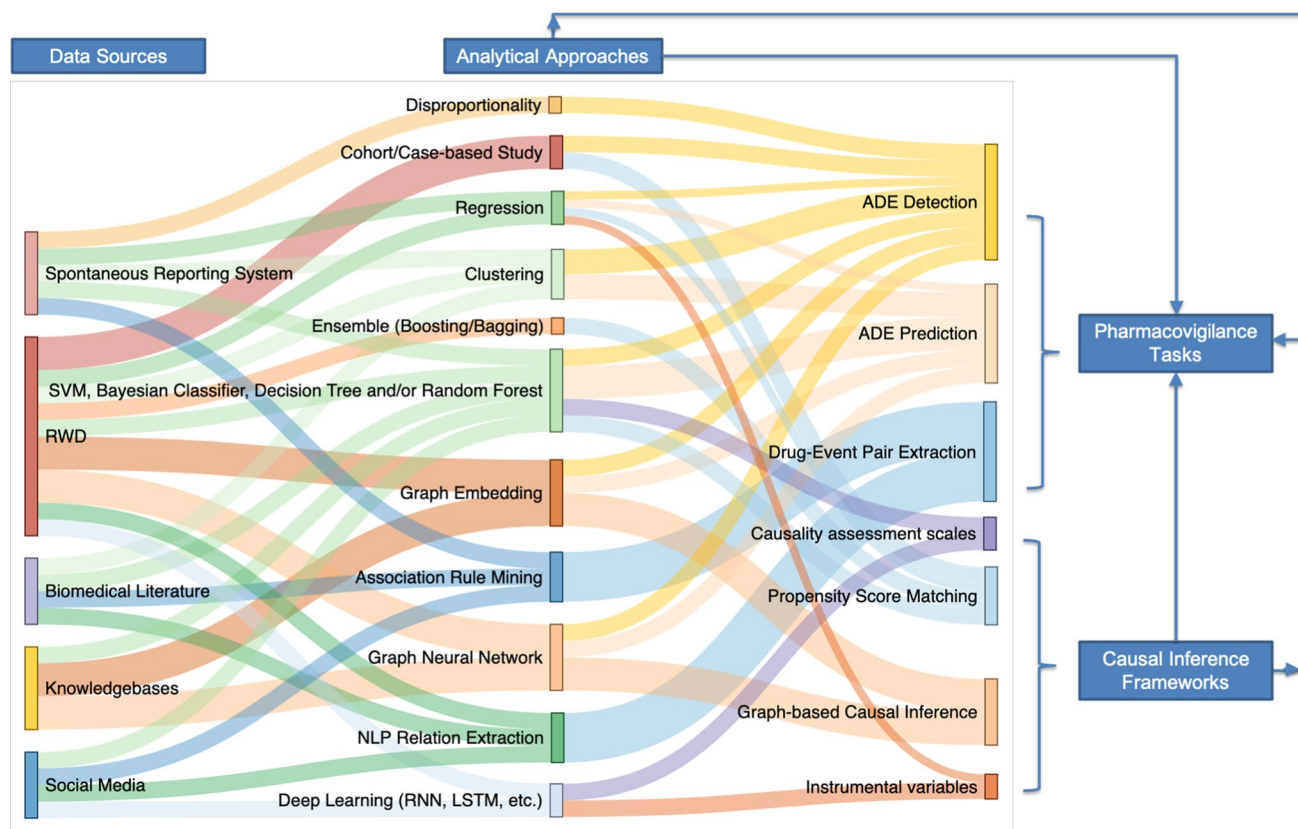 Data Sources
Analytical Approaches
Disproportionality
Cohort/Case-based Study
Regression
Spontaneous Reporting System
Clustering
Ensemble (Boosting/Bagging)
SVM, Bayesian Classifier, Decision Tree and/or Random Forest
RWD
Graph Embedding
Association Rule Mining
Biomedical Literature
Graph Neural Network
Knowledgebases
NLP Relation Extraction
Social Media
Deep Learning (RNN, LSTM, etc.)
ADE Detection
ADE Prediction
Drug-Event Pair Extraction
Causality assessment scales
Propensity Score Matching
Graph-based Causal Inference
Instrumental variables
Pharmacovigilance
Tasks
Causal Inference
Frameworks